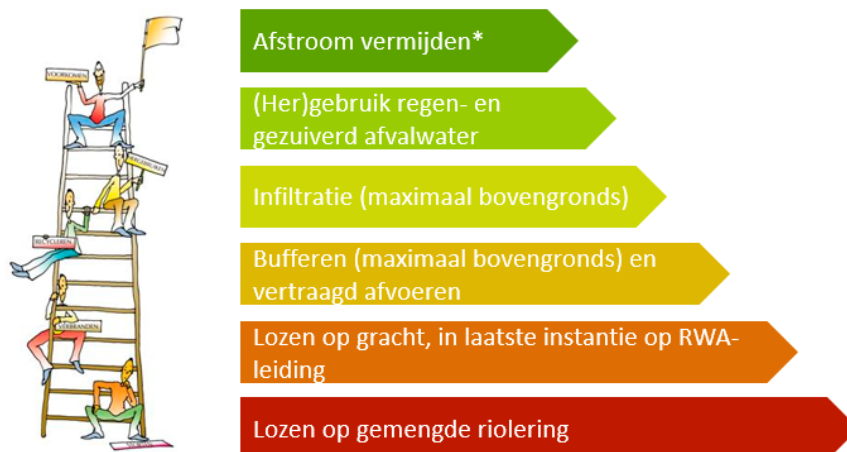 VOORKOMEN
RECYCLEREN
VERBRANDEN
Afstroom vermijden*
(Her)gebruik regen- en
gezuiverd afvalwater
Infiltratie (maximaal bovengronds)
Bufferen (maximaal bovengronds) en
vertraagd afvoeren
Lozen op gracht, in laatste instantie op RWA-
leiding
Lozen op gemengde riolering